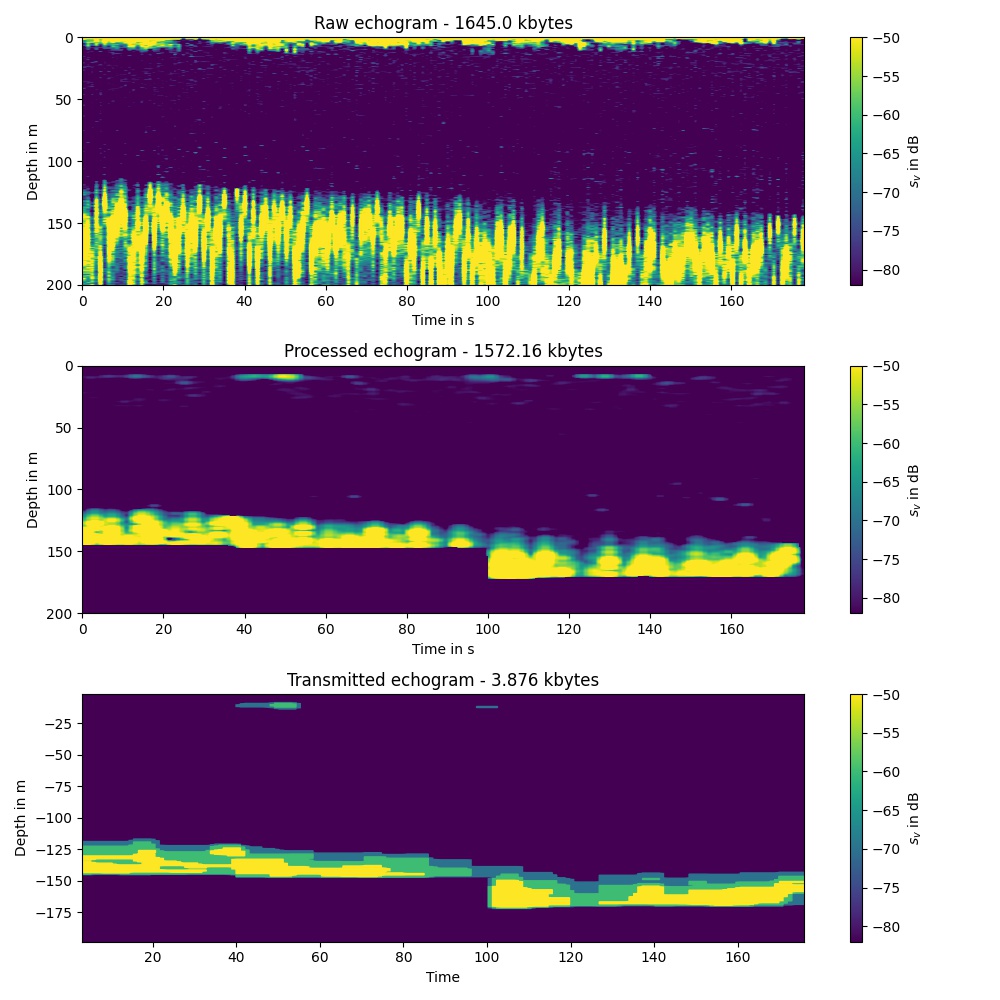 Raw echogram - 1645.0 kbytes
0
50
100
150
200
Depth in m
0 20 40 60 80 100 120 140 160
Time in s
−50
−55
−60
−65
−70
−75
−80
sv in dB
Processed echogram - 1572.16 kbytes
0
50
100
150
200
Depth in m
0 20 40 60 80 100 120 140 160
Time in s
−50
−55
−60
−65
−70
−75
−80
sv in dB
Transmitted echogram - 3.876 kbytes
−25
−50
−75
−100
−125
−150
−175
Depth in m
20 40 60 80 100 120 140 160
Time
−50
−55
−60
−65
−70
−75
−80
sv in dB